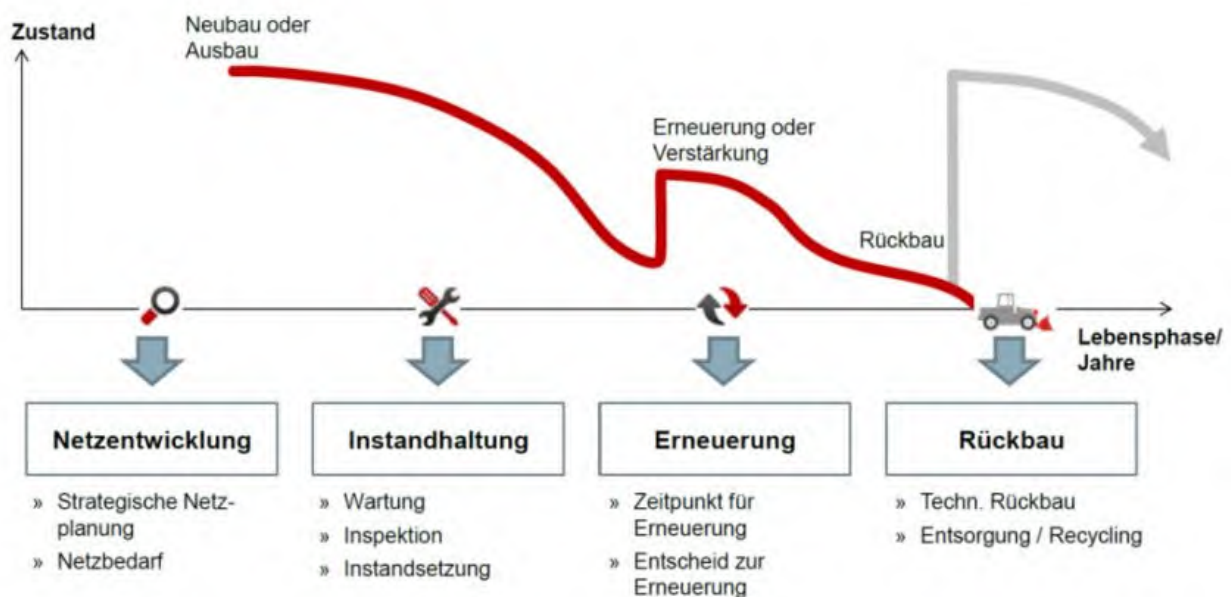 Zustand
Neubau oder
Ausbau
Erneuerung oder
Verstärkung
Rückbau
Lebensphase/
Jahre
Netzentwicklung
» Strategische Netz-
planung
» Netzbedarf
Instandhaltung
» Wartung
» Inspektion
» Instandsetzung
Erneuerung
» Zeitpunkt für
Erneuerung
» Entscheid zur
Erneuerung
Rückbau
» Techn. Rückbau
» Entsorgung / Recycling